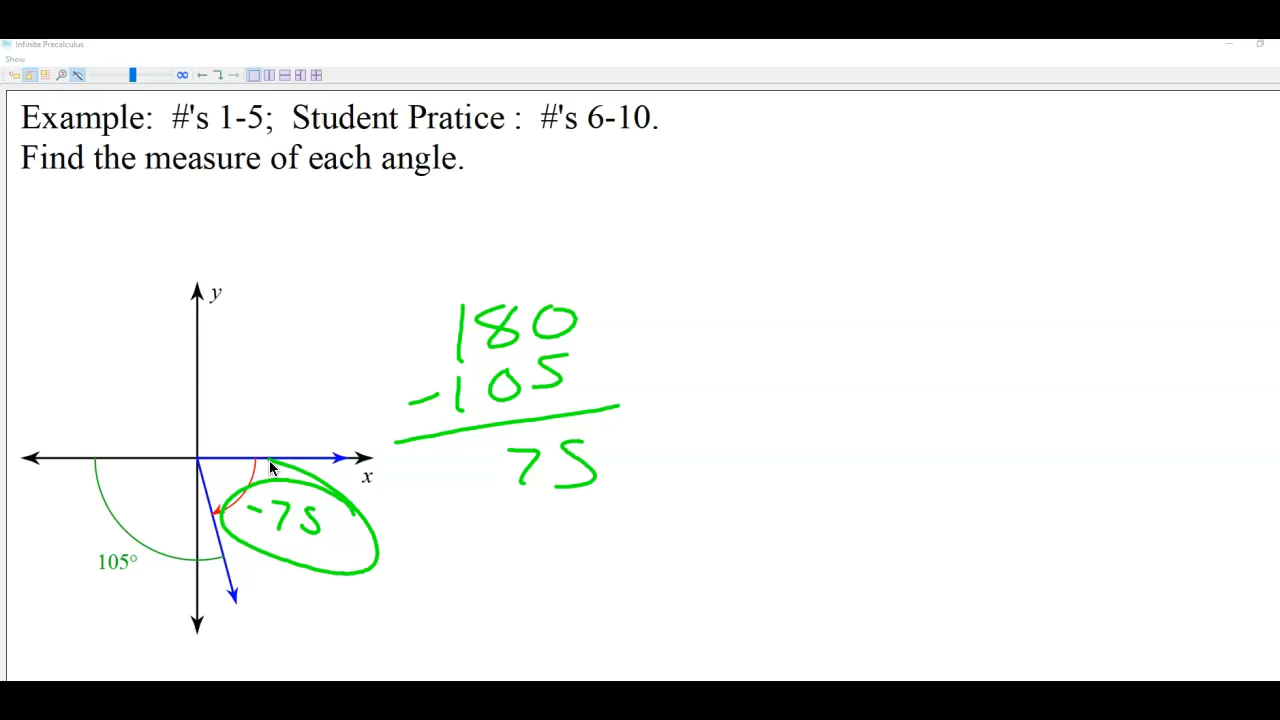 Infinite Precalculus
Show
Example: #'s 1-5; Student Pratice : #'s 6-10.
Find the measure of each angle.
y
x
105°
-75
180
-105
75